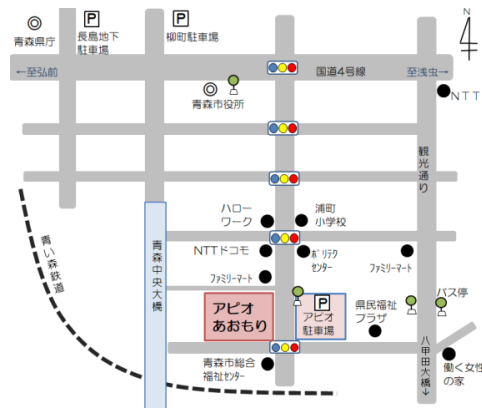 N
青森県庁
P
長島地下
駐車場
P
柳町駐車場
←至弘前
国道4号線
至浅虫→
青森市役所
NTT
観光通り
ハロー
ワーク
浦町
小学校
NTTドコモ
ポリテク
センター
ファミリーマート
ファミリーマート
青い森鉄道
青森中央大橋
アピオ
あおもり
P
アピオ
駐車場
県民福祉
プラザ
バス停
青森市総合
福祉センター
八甲田大橋↓
働く女性
の家